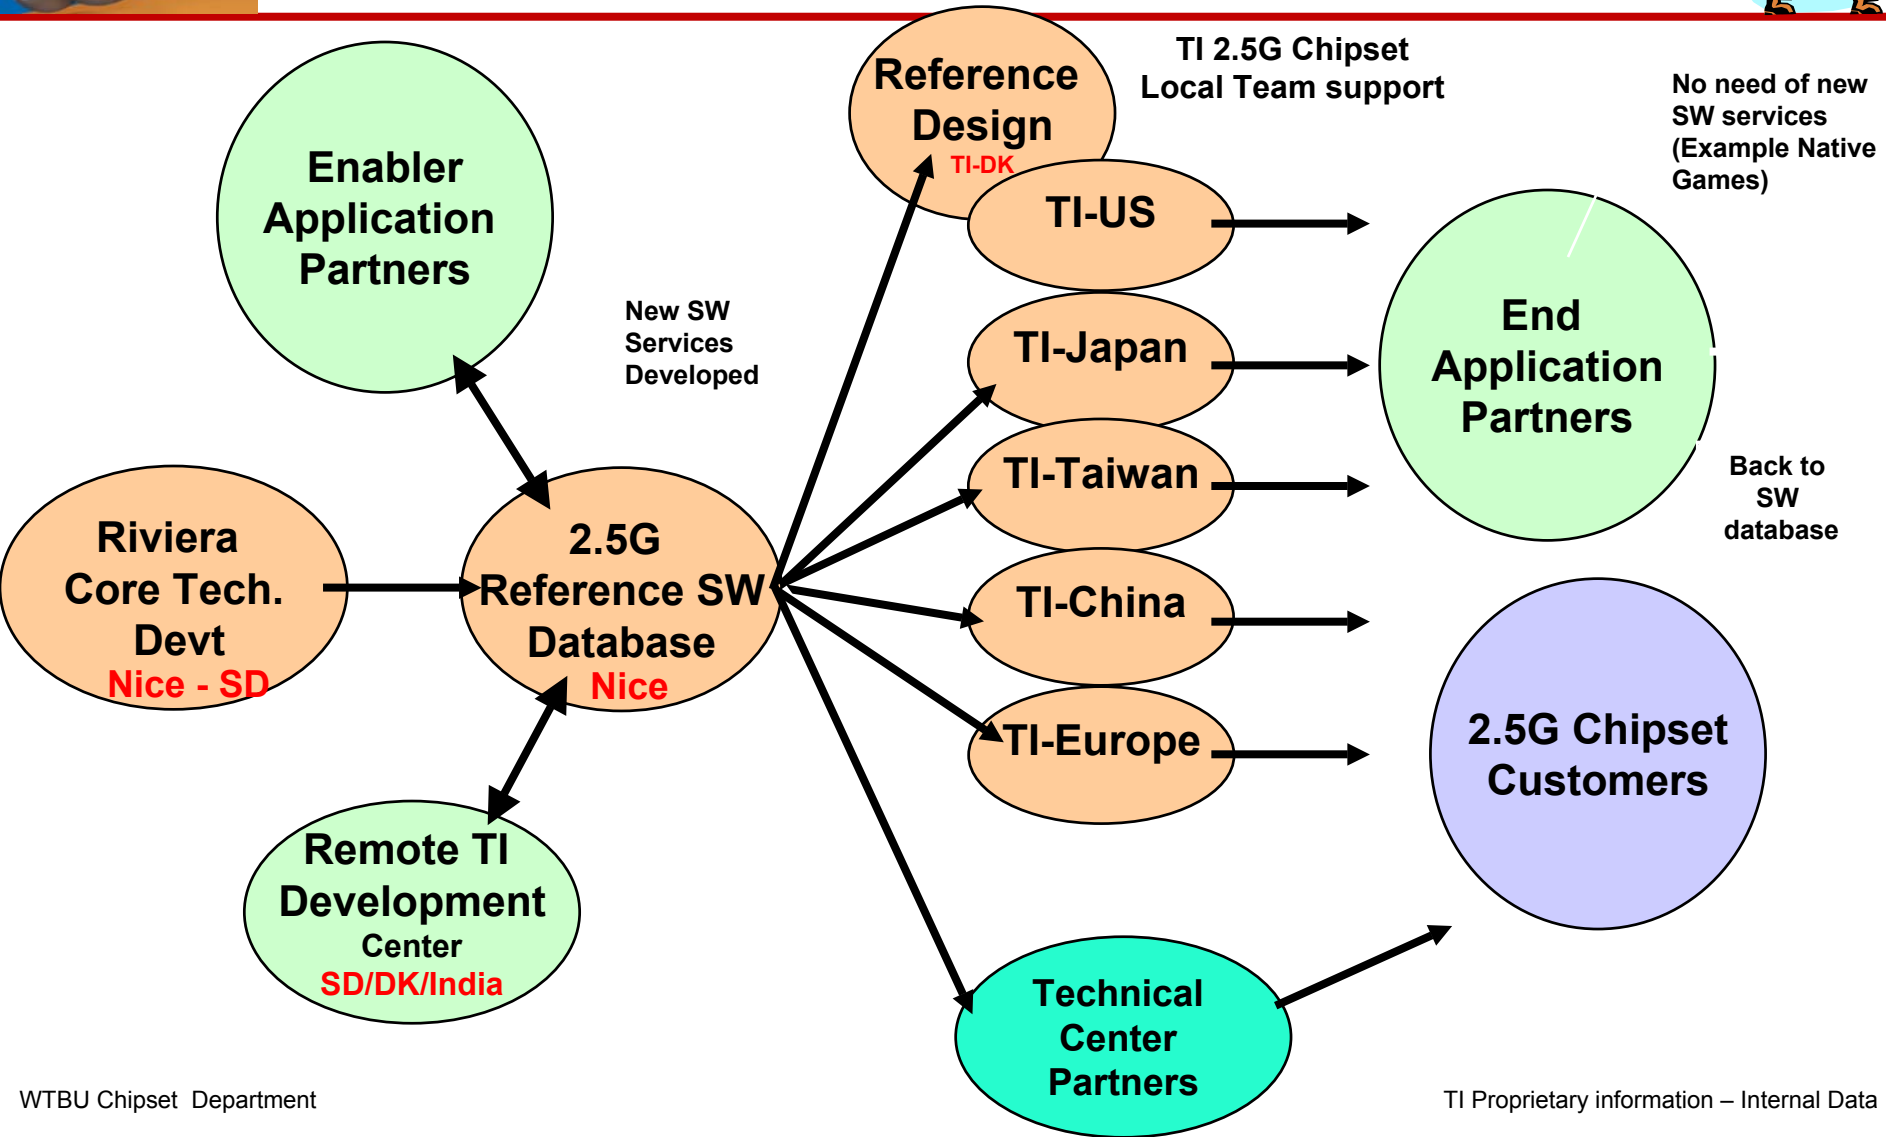 TI 2.5G Chipset
Local Team support
Reference
Design
TI-DK
No need of new
SW services
(Example Native
Games)
Enabler
Application
Partners
TI-US
New SW
Services
Developed
TI-Japan
End
Application
Partners
TI-Taiwan
Back to
SW
database
Riviera
Core Tech.
Devt
Nice - SD
2.5G
Reference SW
Database
Nice
TI-China
TI-Europe
2.5G Chipset
Customers
Remote TI
Development
Center
SD/DK/India
Technical
Center
Partners
WTBU Chipset Department
TI Proprietary information – Internal Data